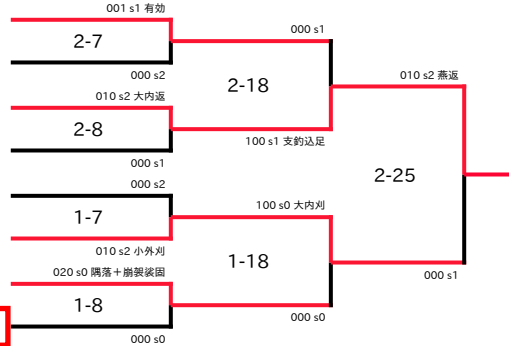 001 s1 有効
2-7
000 s2
000 s1
010 s2 大内返
2-8
000 s1
2-18
100 s1 支釣込足
010 s2 燕返
000 s2
1-7
010 s2 小外刈
100 s0 大内刈
2-25
020 s0 隅落＋崩袈裟固
1-8
000 s0
1-18
000 s0
000 s1